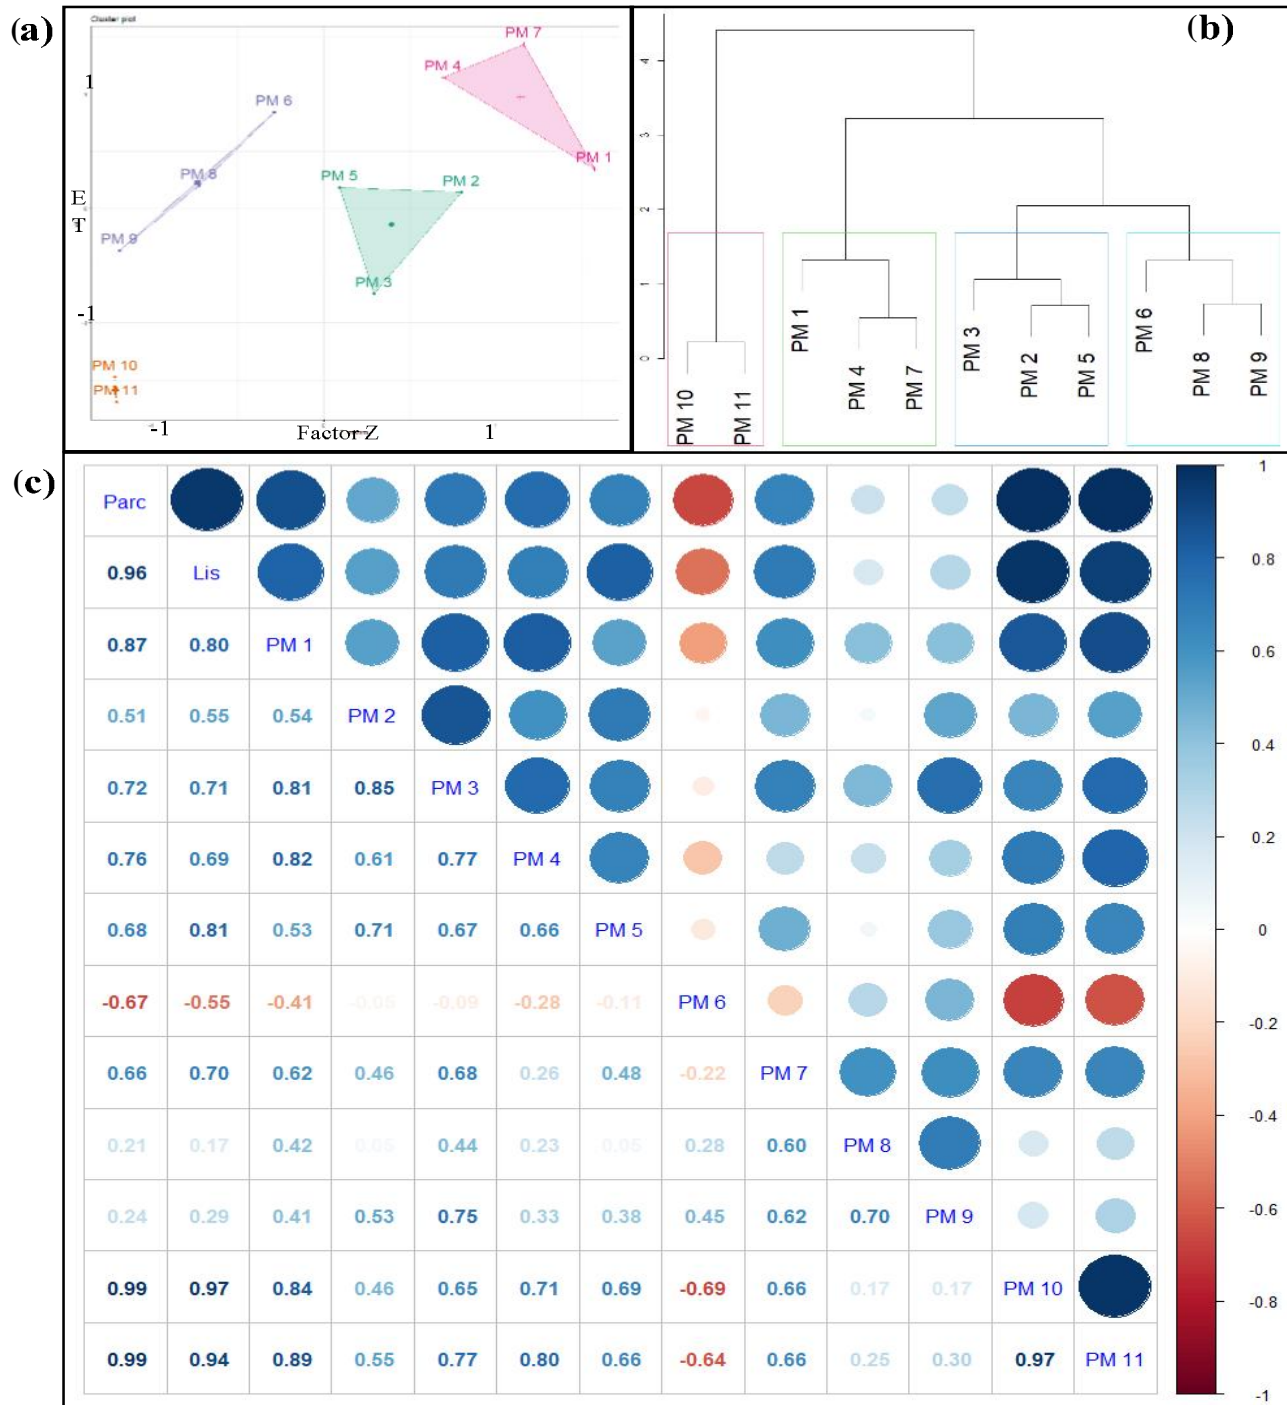 (a)
Cluster plot
PM 7
PM 4
1
PM 6
PM 1
PM 8
PM 5
PM 2
E
T
PM 9
PM 3
-1
PM 10
PM 11
-1
Factor Z
1
(b)
4
3
2
1
0
PM 10
PM 11
PM 1
PM 4
PM 7
PM 3
PM 2
PM 5
PM 6
PM 8
PM 9
(c)
Parc
0.96 Lis
0.87 0.80 PM 1
0.51 0.55 0.54 PM 2
0.72 0.71 0.81 0.85 PM 3
0.76 0.69 0.82 0.61 0.77 PM 4
0.68 0.81 0.53 0.71 0.67 0.66 PM 5
-0.67 -0.55 -0.41 -0.05 -0.09 -0.28 -0.11 PM 6
0.66 0.70 0.62 0.46 0.68 0.26 0.48 -0.22 PM 7
0.21 0.17 0.42 0.05 0.44 0.23 0.05 0.28 0.60 PM 8
0.24 0.29 0.41 0.53 0.75 0.33 0.38 0.45 0.62 0.70 PM 9
0.99 0.97 0.84 0.46 0.65 0.71 0.69 -0.69 0.66 0.17 0.17 PM 10
0.99 0.94 0.89 0.55 0.77 0.80 0.66 -0.64 0.66 0.25 0.30 0.97 PM 11
1
0.8
0.6
0.4
0.2
0
-0.2
-0.4
-0.6
-0.8
-1